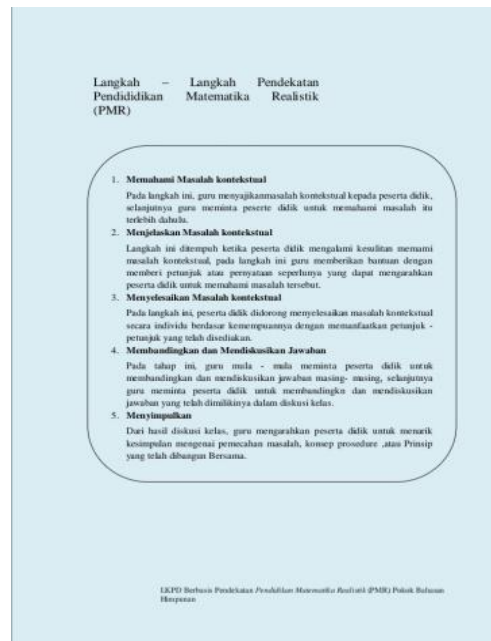 Langkah – Langkah Pendekatan
Pendididikan Matematika Realistik
(PMR)
1. Memahami Masalah kontekstual
Pada langkah ini, guru menyajikanmasalah kontekstual kepada peserta didik,
selanjutnya guru meminta peserte didik untuk memahami masalah itu
terlebih dahulu.
2. Menjelaskan Masalah kontekstual
Langkah ini ditempuh ketika peserta didik mengalami kesulitan memami
masalah kontekstual, pada langkah ini guru memberikan bantuan dengan
memberi petunjuk atau pernyataan seperlunya yang dapat mengarahkan
peserta didik untuk memahami masalah tersebut.
3. Menyelesaikan Masalah kontekstual
Pada langkah ini, peserta didik didorong menyelesaikan masalah kontekstual
secara individu berdasar kemempuannya dengan memanfaatkan petunjuk -
petunjuk yang telah disediakan.
4. Membandingkan dan Mendiskusikan Jawaban
Pada tahap ini, guru mula - mula meminta peserta didik untuk
membandingkan dan mendiskusikan jawaban masing- masing, selanjutnya
guru meminta peserta didik untuk membandingkn dan mendiskusikan
jawaban yang telah dimilikinya dalam diskusi kelas.
5. Menyimpulkan
Dari hasil diskusi kelas, guru mengarahkan peserta didik untuk menarik
kesimpulan mengenai pemecahan masalah, konsep prosedure ,atau Prinsip
yang telah dibangun Bersama.
LKPD Berbasis Pendekatan Pendidikan Matematika Realistik (PMR) Pokok Bahasan
Himpunan